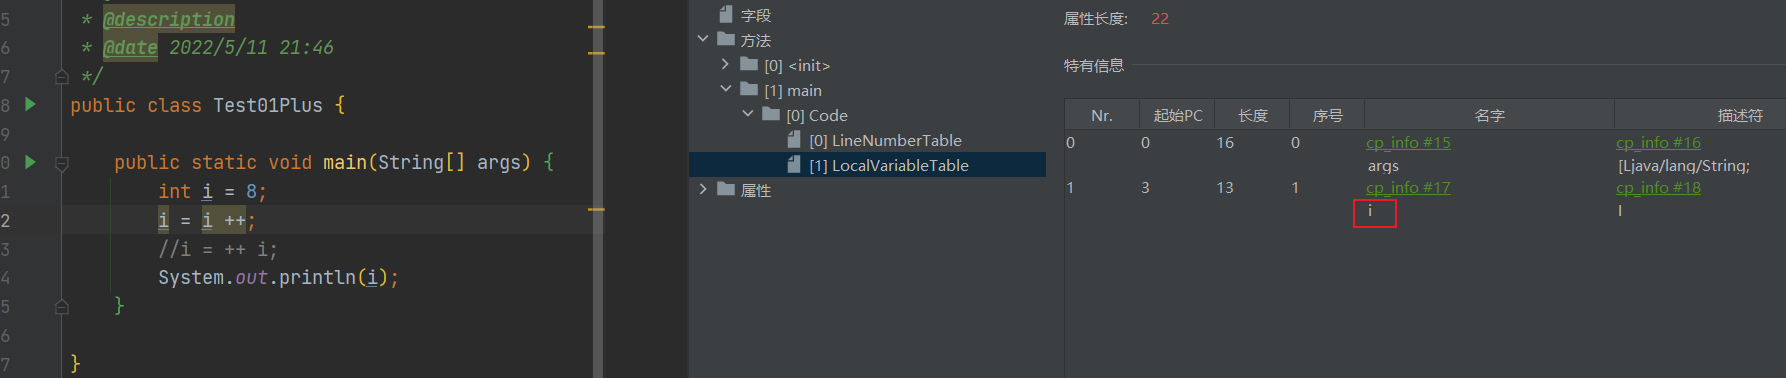 5 * @description
6 * @date 2022/5/11 21:46
7 */
8 public class Test01Plus {
9
0 public static void main(String[] args) {
1 int i = 8;
2 i = i ++;
3 //i = ++ i;
4 System.out.println(i);
5 }
6
7 }
字段
方法
[0] <init>
[1] main
[0] Code
[0] LineNumberTable
[1] LocalVariableTable
属性
属性长度: 22
特有信息
Nr. 起始PC 长度 序号 名字 描述符
0 0 16 0 cp_info #15 cp_info #16
args [Ljava/lang/String;
1 3 13 1 cp_info #17 cp_info #18
i I